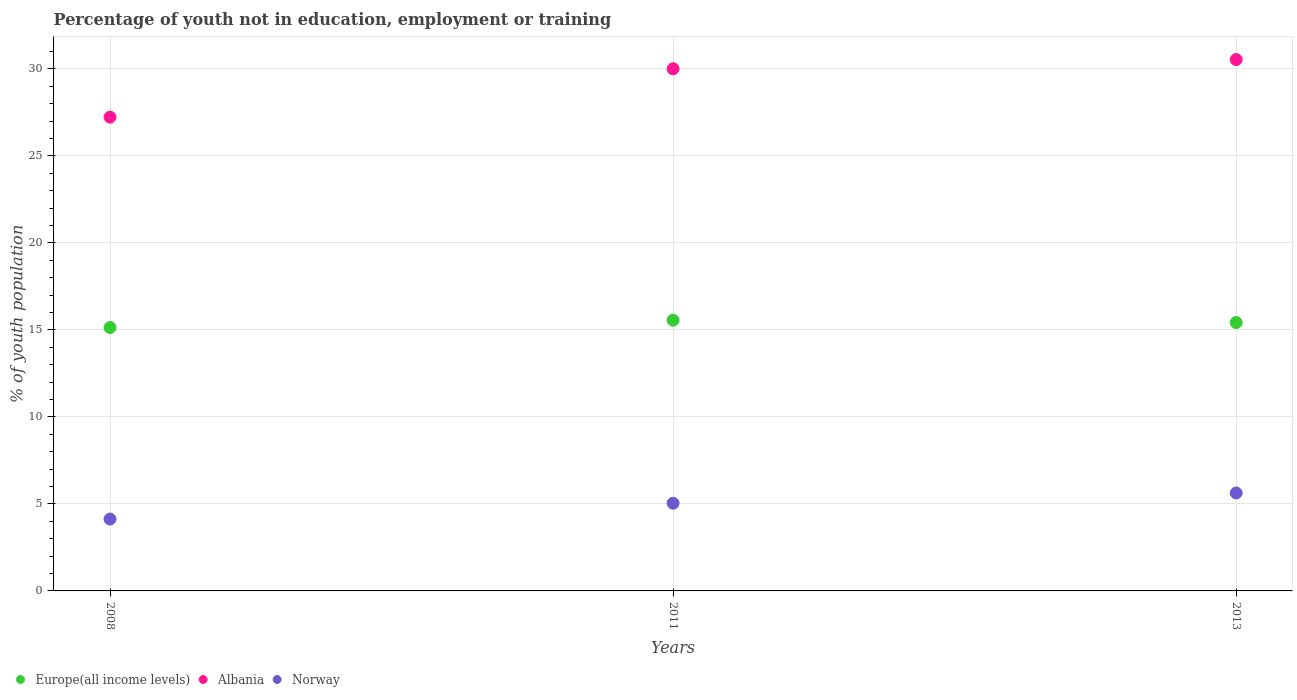 Percentage of youth not in education, employment or training
% of youth population
30
25
20
15
10
5
0
2008
2011
2013
Years
Europe(all income levels)
Albania
Norway